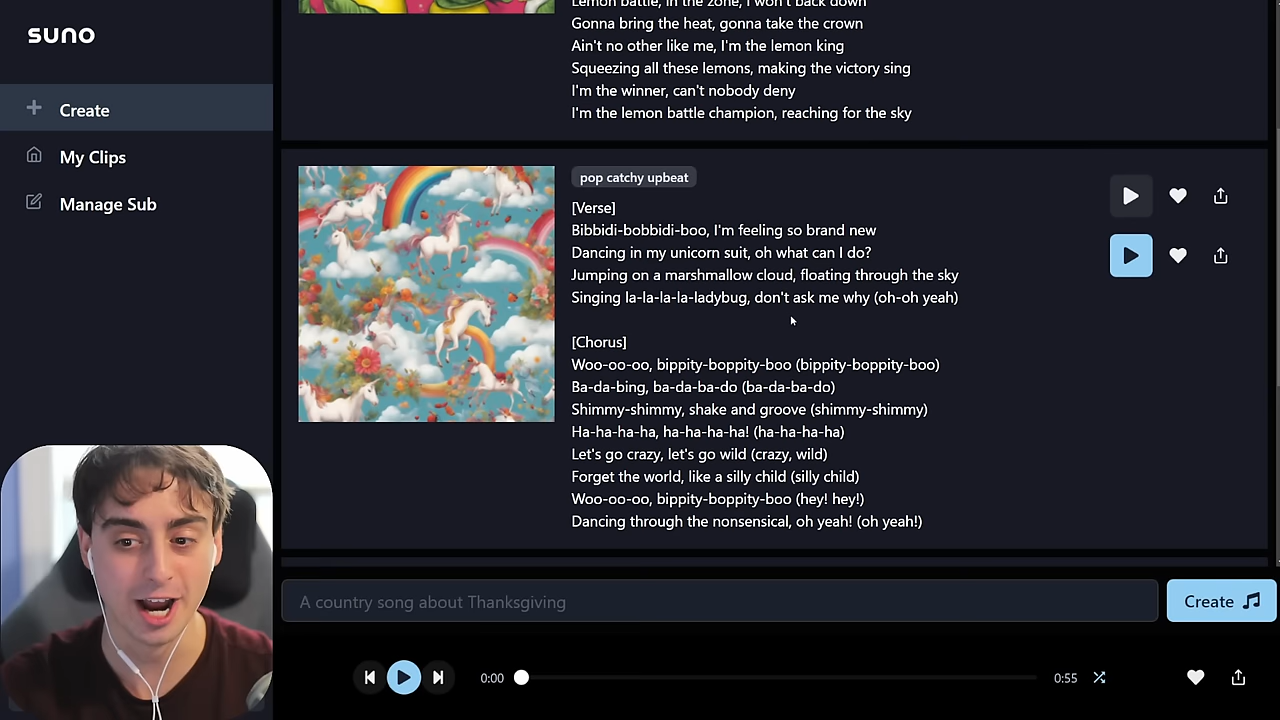 suno
Create
My Clips
Manage Sub
Lemon battle, in the zone, I won't back down
Gonna bring the heat, gonna take the crown
Ain't no other like me, I'm the lemon king
Squeezing all these lemons, making the victory sing
I'm the winner, can't nobody deny
I'm the lemon battle champion, reaching for the sky
pop catchy upbeat
[Verse]
Bibbidi-bobbidi-boo, I'm feeling so brand new
Dancing in my unicorn suit, oh what can I do?
Jumping on a marshmallow cloud, floating through the sky
Singing la-la-la-la-ladybug, don't ask me why (oh-oh yeah)
[Chorus]
Woo-oo-oo, bippity-boppity-boo (bippity-boppity-boo)
Ba-da-bing, ba-da-ba-do (ba-da-ba-do)
Shimmy-shimmy, shake and groove (shimmy-shimmy)
Ha-ha-ha-ha, ha-ha-ha-ha! (ha-ha-ha-ha)
Let's go crazy, let's go wild (crazy, wild)
Forget the world, like a silly child (silly child)
Woo-oo-oo, bippity-boppity-boo (hey! hey!)
Dancing through the nonsensical, oh yeah! (oh yeah!)
A country song about Thanksgiving
Create
0:00
0:55